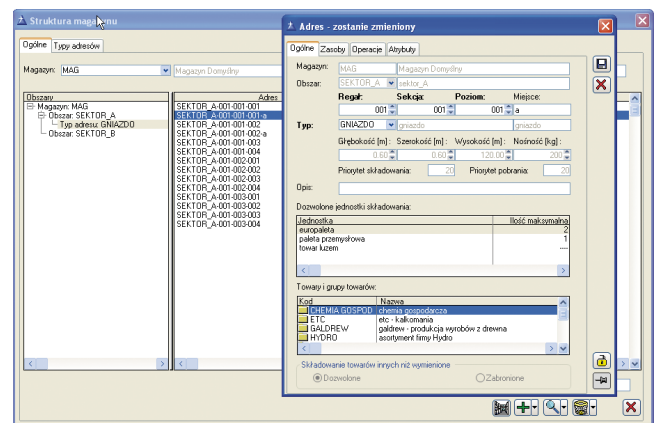 Struktura magazynu
Ogólne Typy adresów
Magazyn: MAG Magazyn Domyślny
Obszary
Magazyn: MAG
Obszar: SEKTOR_A
Typ adresu: GNIAZDO
Obszar: SEKTOR_B
Adres
SEKTOR_A-001-001-001
SEKTOR_A-001-001-001-a
SEKTOR_A-001-001-002
SEKTOR_A-001-001-002-a
SEKTOR_A-001-001-003
SEKTOR_A-001-001-004
SEKTOR_A-001-002-001
SEKTOR_A-001-002-002
SEKTOR_A-001-002-003
SEKTOR_A-001-002-004
SEKTOR_A-001-003-001
SEKTOR_A-001-003-002
SEKTOR_A-001-003-003
SEKTOR_A-001-003-004
Adres - zostanie zmieniony
Ogólne Zasoby Operacje Atrybuty
Magazyn: MAG Magazyn Domyślny
Obszar: SEKTOR_A sektor_A
Regał: Sekcja: Poziom: Miejsce:
001 001 001 a
Typ: GNIAZDO gniazdo gniazdo
Głębokość [m]: Szerokość [m]: Wysokość [m]: Nośność [kg]:
0.60 0.60 120.00 200
Priorytet składowania: 20 Priorytet pobrania: 20
Opis:
Dozwolone jednostki składowania:
Jednostka Ilość maksymalna
europaleta 2
paleta przemysłowa 1
towar luzem ----
Towary i grupy towarów:
Kod Nazwa
CHEMIA GOSPOD chemia gospodarcza
ETC etc - kalkomania
GALDREW galdrew - produkcja wyrobów z drewna
HYDRO asortyment firmy Hydro
Składowanie towarów innych niż wymienione
Dozwolone Zabronione